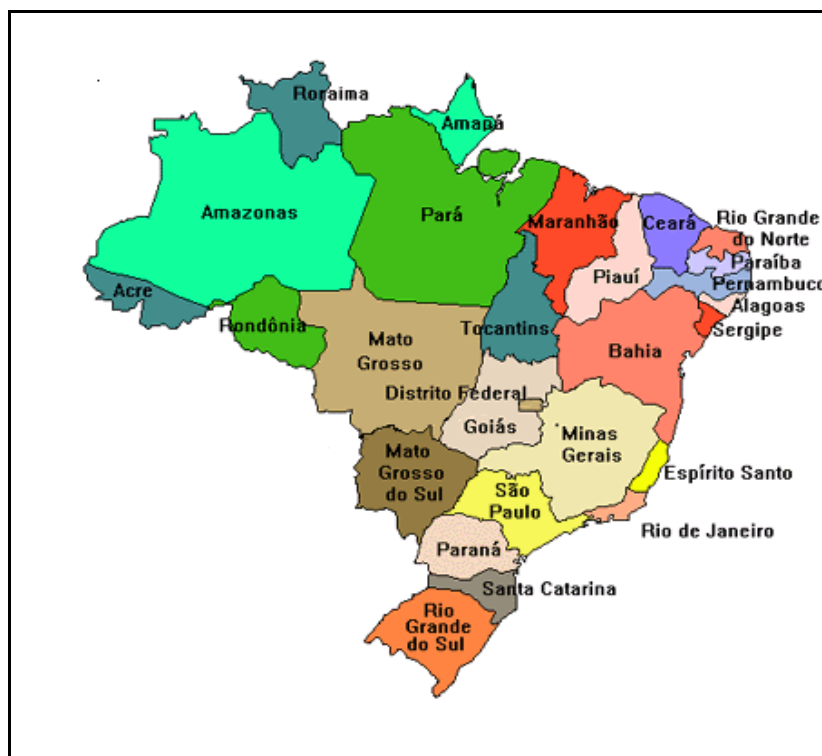 Roraima
Amapá
Amazonas
Pará
Maranhão
Ceará
Rio Grande
do Norte
Paraíba
Piauí
Pernambuco
Acre
Alagoas
Rondônia
Tocantins
Sergipe
Mato
Grosso
Bahia
Distrito Federal
Goiás
Minas
Gerais
Mato
Grosso
do Sul
Espírito Santo
São
Paulo
Rio de Janeiro
Paraná
Santa Catarina
Rio
Grande
do Sul